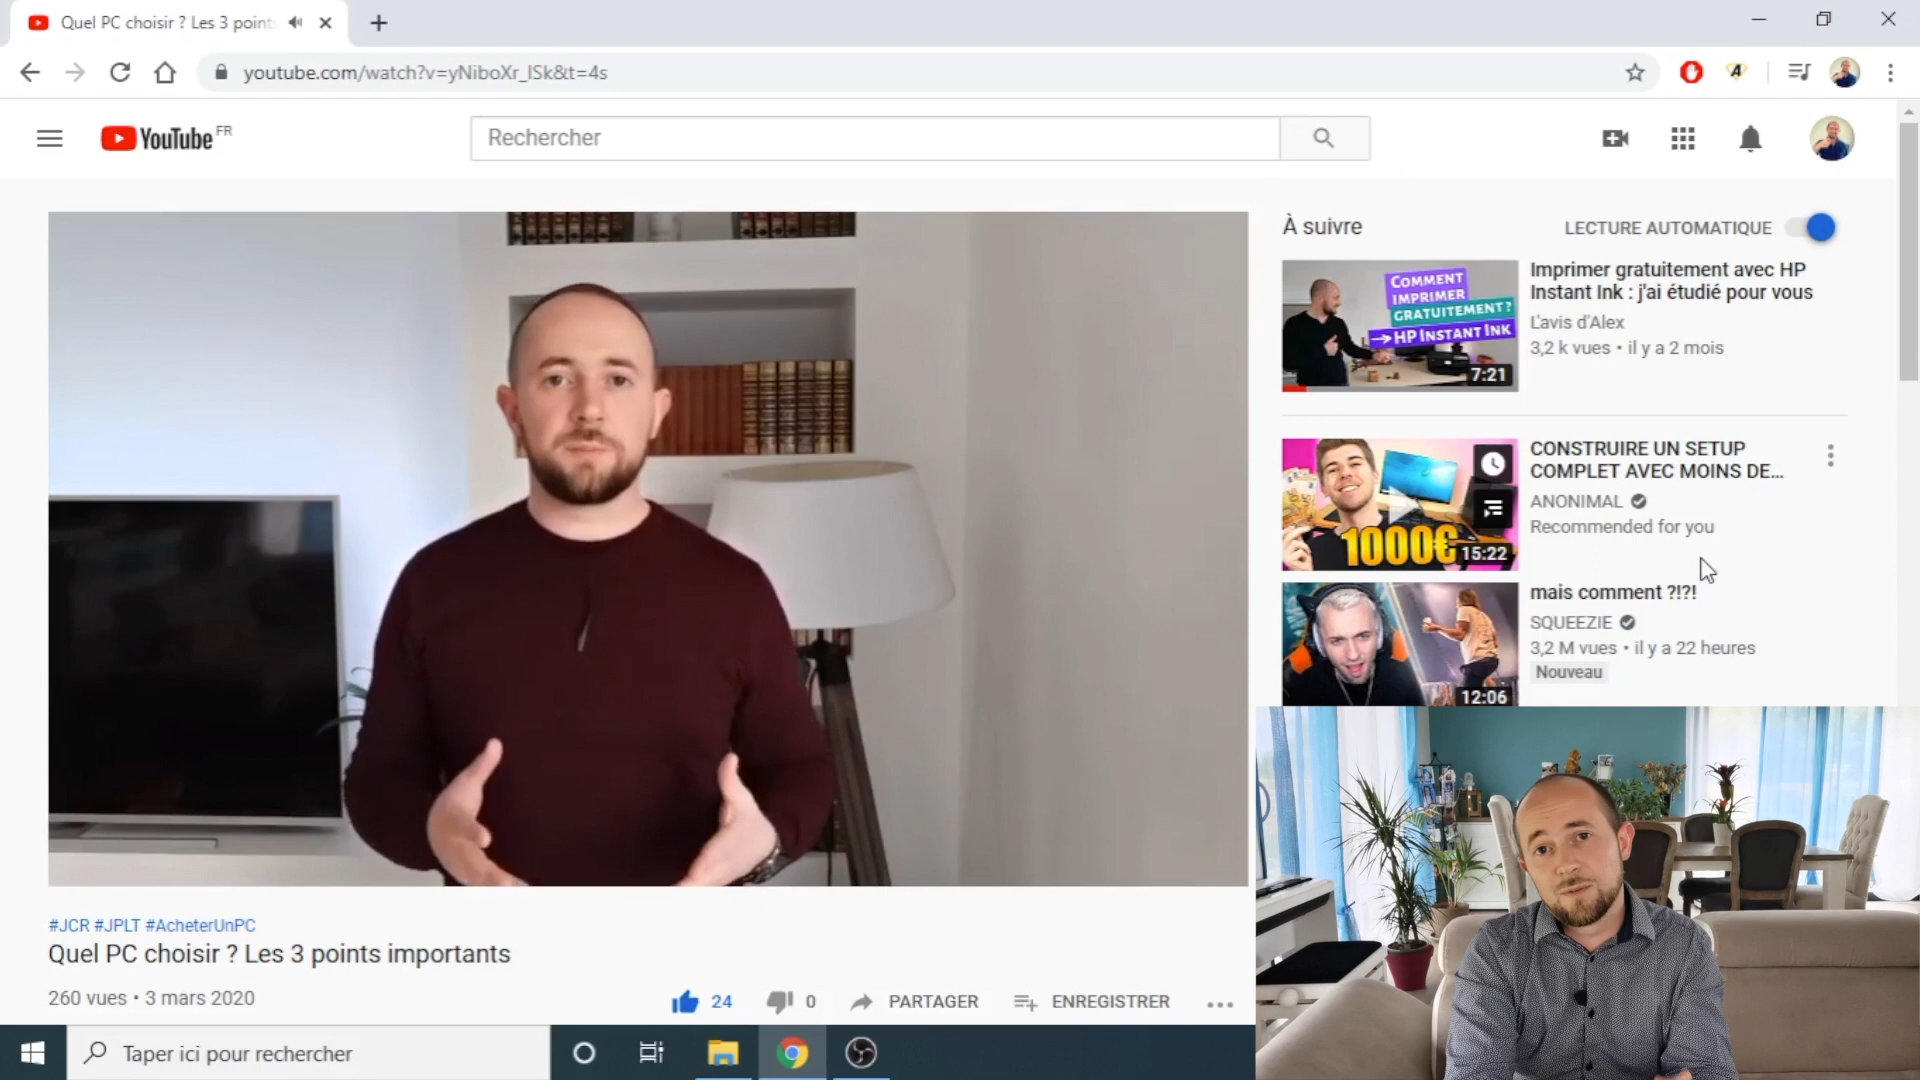 Quel PC choisir ? Les 3 point
youtube.com/watch?v=yNiboXr_ISk&t=4s
YouTube FR
Rechercher
À suivre
LECTURE AUTOMATIQUE
COMMENT
IMPRIMER
GRATUITEMENT ?
→ HP INSTANT INK
7:21
Imprimer gratuitement avec HP
Instant Ink : j'ai étudié pour vous
L'avis d'Alex
3,2 k vues • il y a 2 mois
1000€
15:22
CONSTRUIRE UN SETUP
COMPLET AVEC MOINS DE...
ANONIMAL
Recommended for you
12:06
mais comment ?!?!
SQUEEZIE
3,2 M vues • il y a 22 heures
Nouveau
#JCR #JPLT #AcheterUnPC
Quel PC choisir ? Les 3 points importants
260 vues • 3 mars 2020
24
0
PARTAGER
ENREGISTRER
Taper ici pour rechercher